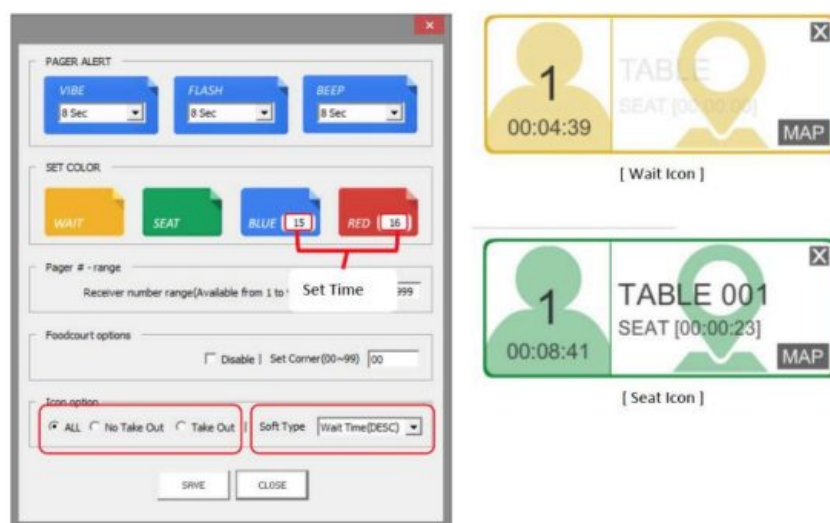 PAGER ALERT
VIBE
8 Sec
FLASH
8 Sec
BEEP
8 Sec
SET COLOR
WAIT
SEAT
BLUE ( 15 )
RED ( 16 )
Set Time
Pager # - range
Receiver number range(Available from 1 to
999
Foodcourt options
Disable | Set Corner(00~99) 00
Icon option
ALL No Take Out Take Out | Soft Type Wait Time(DESC)
SAVE CLOSE
X
1
00:04:39
TABLE
SEAT [00:00:00]
MAP
[ Wait Icon ]
X
1
00:08:41
TABLE 001
SEAT [00:00:23]
MAP
[ Seat Icon ]